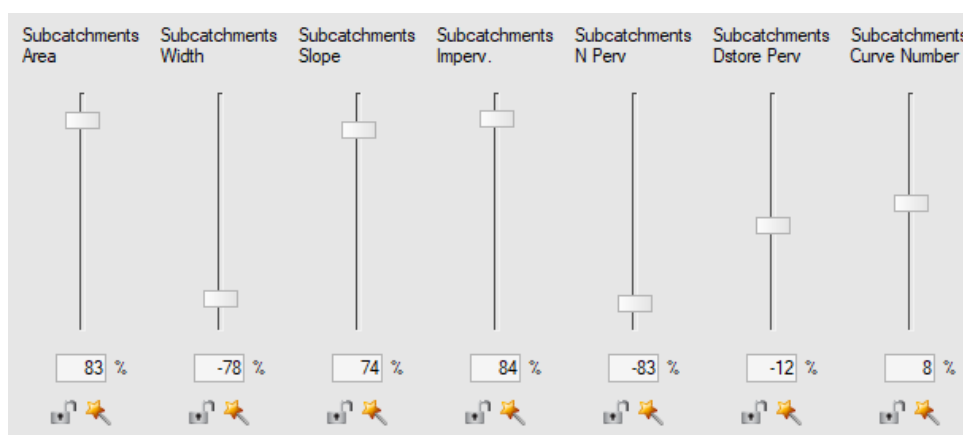 Subcatchments Subcatchments Subcatchments Subcatchments Subcatchments Subcatchments Subcatchments
Area Width Slope Imperv. N Perv Dstore Perv Curve Number
83 % -78 % 74 % 84 % -83 % -12 % 8 %